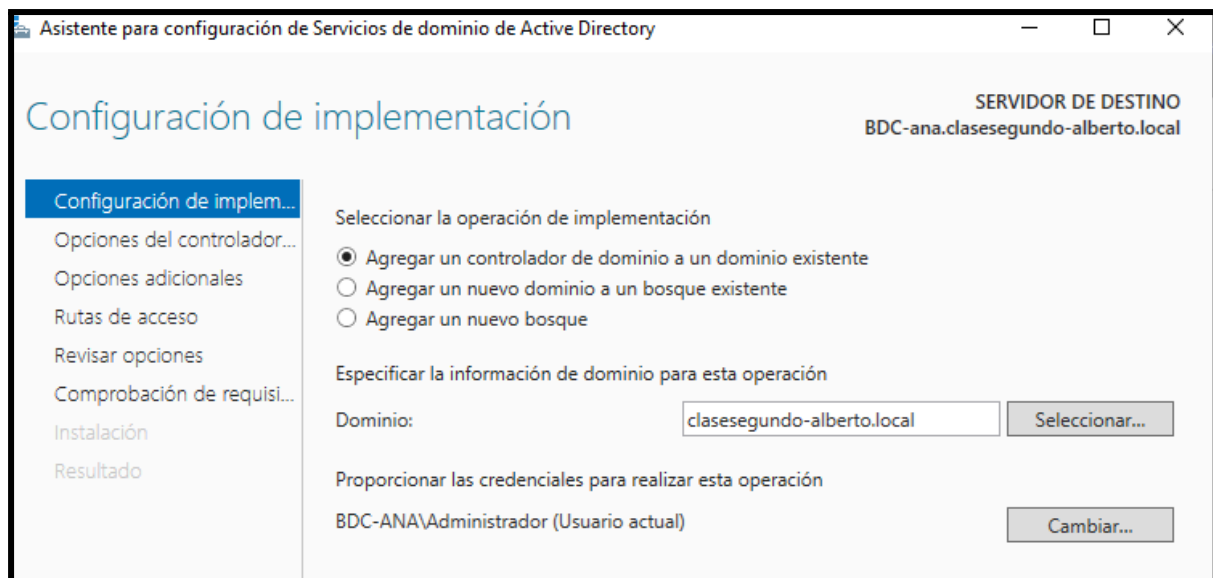 Asistente para configuración de Servicios de dominio de Active Directory
Configuración de implementación
SERVIDOR DE DESTINO
BDC-ana.clasesegundo-alberto.local
Configuración de implem...
Opciones del controlador...
Opciones adicionales
Rutas de acceso
Revisar opciones
Comprobación de requisi...
Instalación
Resultado
Seleccionar la operación de implementación
Agregar un controlador de dominio a un dominio existente
Agregar un nuevo dominio a un bosque existente
Agregar un nuevo bosque
Especificar la información de dominio para esta operación
Dominio: clasesegundo-alberto.local Seleccionar...
Proporcionar las credenciales para realizar esta operación
BDC-ANA\Administrador (Usuario actual) Cambiar...